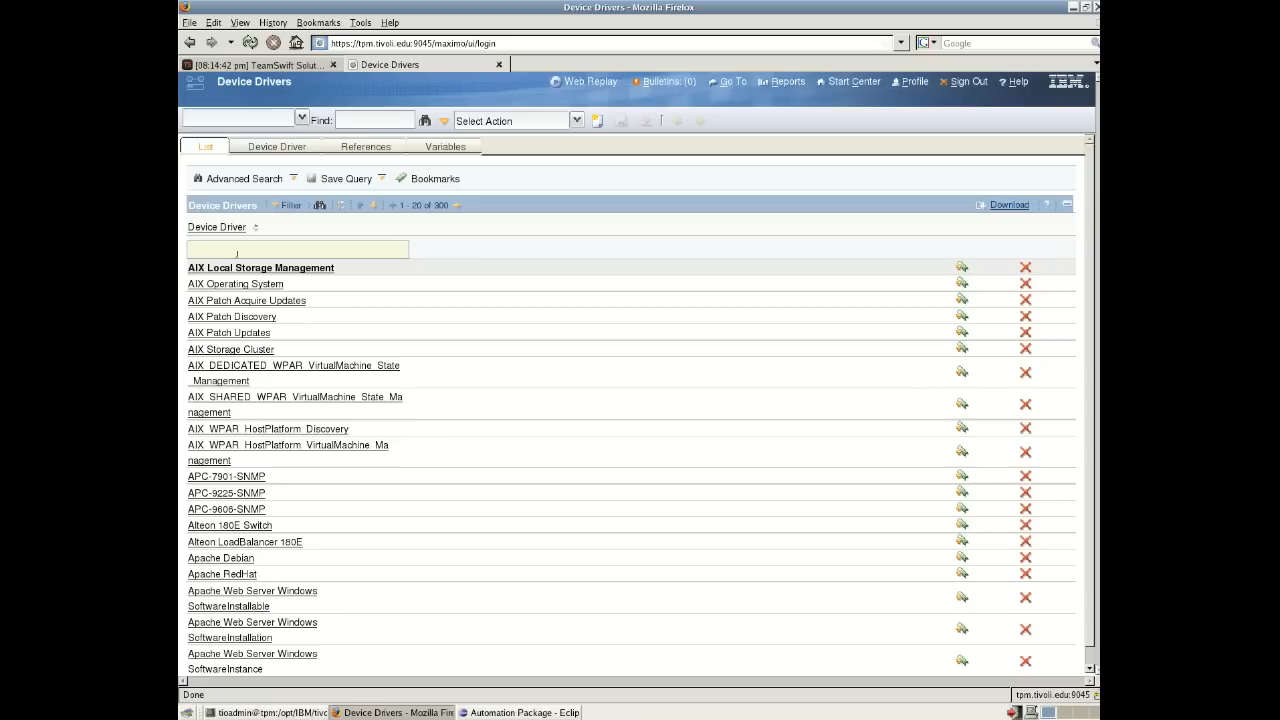 Device Drivers - Mozilla Firefox
File Edit View History Bookmarks Tools Help
https://tpm.tivoli.edu:9045/maximo/ui/login
Google
[08:14:42 pm] TeamSwift Solut...
Device Drivers
Device Drivers
Web Replay Bulletins: (0) Go To Reports Start Center Profile Sign Out Help IBM
Find: Select Action
List Device Driver References Variables
Advanced Search Save Query Bookmarks
Device Drivers Filter 1 - 20 of 300 Download ?
Device Driver
AIX Local Storage Management
AIX Operating System
AIX Patch Acquire Updates
AIX Patch Discovery
AIX Patch Updates
AIX Storage Cluster
AIX_DEDICATED_WPAR_VirtualMachine_State
_Management
AIX_SHARED_WPAR_VirtualMachine_State_Ma
nagement
AIX_WPAR_HostPlatform_Discovery
AIX_WPAR_HostPlatform_VirtualMachine_Ma
nagement
APC-7901-SNMP
APC-9225-SNMP
APC-9606-SNMP
Alteon 180E Switch
Alteon LoadBalancer 180E
Apache Debian
Apache RedHat
Apache Web Server Windows
SoftwareInstallable
Apache Web Server Windows
SoftwareInstallation
Apache Web Server Windows
SoftwareInstance
Done
tpm.tivoli.edu:9045
tioadmin@tpm:/opt/IBM/tivo
Device Drivers - Mozilla Fire
Automation Package - Eclip